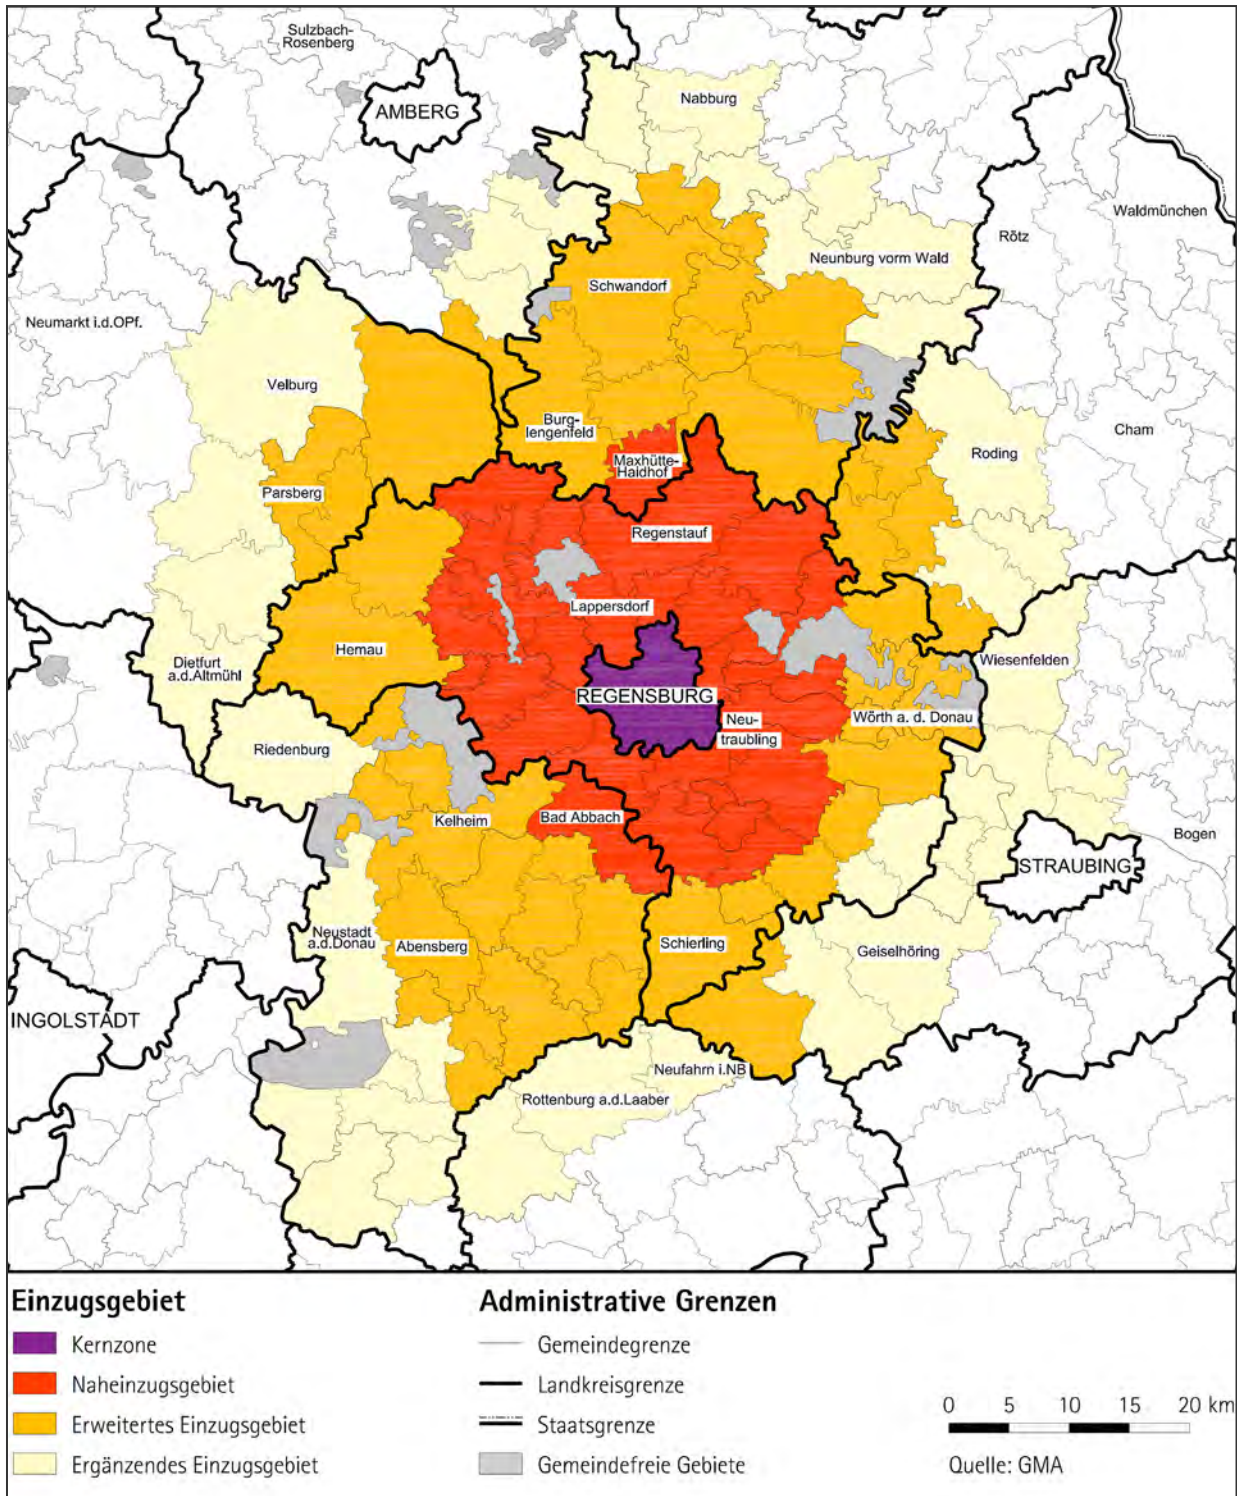 Sulzbach-
Rosenberg
AMBERG
Nabburg
Waldmünchen
Rötz
Neunburg vorm Wald
Schwandorf
Neumarkt i.d.OPf.
Velburg
Burg-
lengenfeld
Cham
Roding
Maxhütte-
Haidhof
Parsberg
Regenstauf
Lappersdorf
Hemau
Dietfurt
a.d.Altmühl
Wiesenfelden
REGENSBURG
Neu-
traubling
Wörth a. d. Donau
Riedenburg
Kelheim
Bad Abbach
Bogen
STRAUBING
Neustadt
a.d.Donau
Abensberg
Schierling
Geiselhöring
INGOLSTADT
Neufahrn i.NB
Rottenburg a.d.Laaber
Einzugsgebiet
Kernzone
Naheinzugsgebiet
Erweitertes Einzugsgebiet
Ergänzendes Einzugsgebiet
Administrative Grenzen
Gemeindegrenze
Landkreisgrenze
Staatsgrenze
Gemeindefreie Gebiete
0 5 10 15 20 km
Quelle: GMA